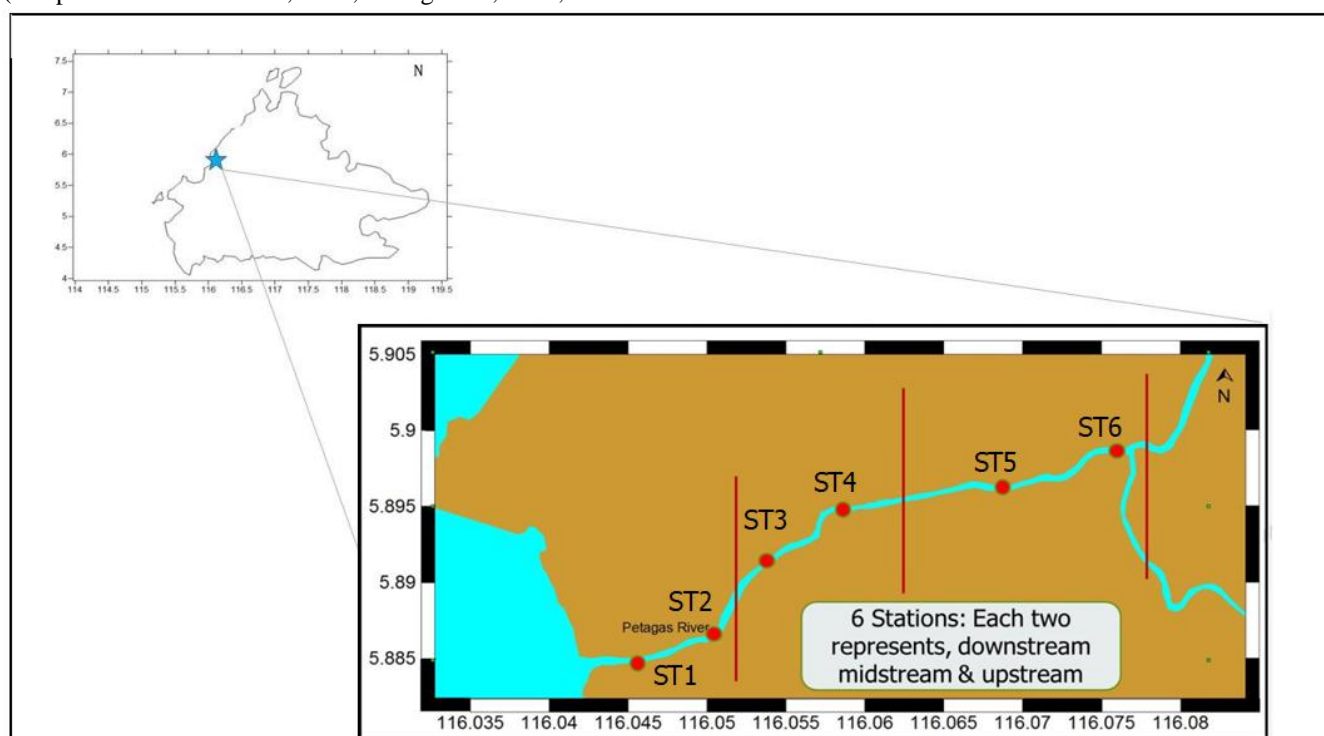 7.5
N
7
6.5
6
5.5
5
4.5
4
114 114.5 115 115.5 116 116.5 117 117.5 118 118.5 119 119.5
5.905
N
5.9
ST6
ST5
ST4
5.895
ST3
5.89
ST2
Petagas River
6 Stations: Each two
represents, downstream
midstream & upstream
5.885
ST1
116.035 116.04 116.045 116.05 116.055 116.06 116.065 116.07 116.075 116.08